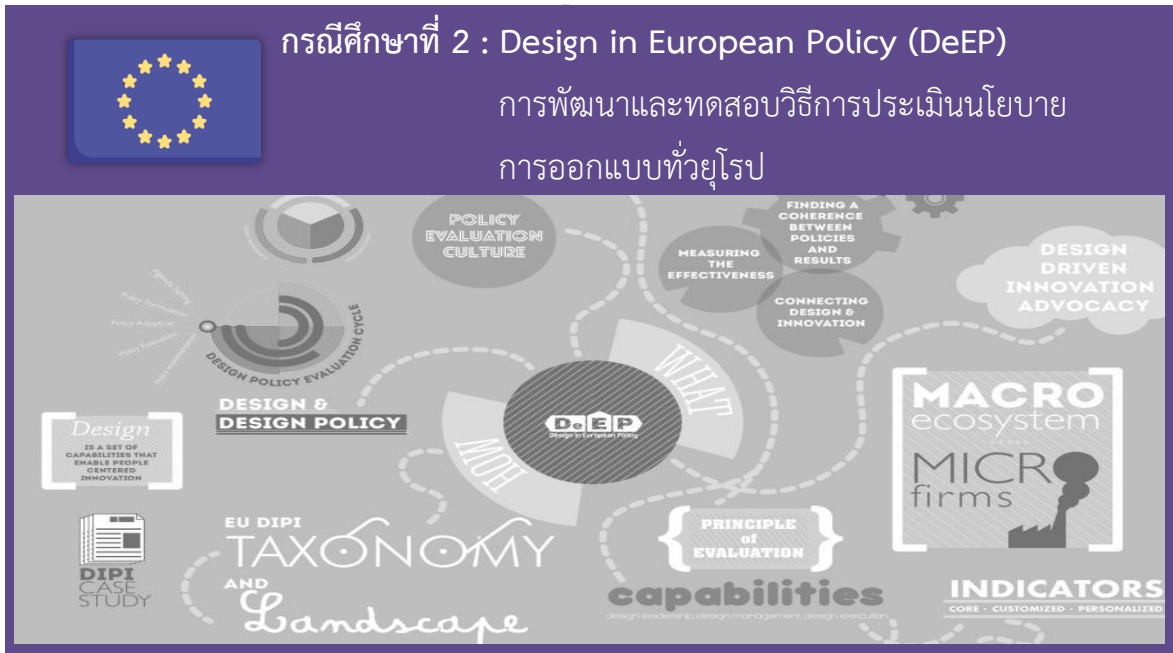 กรณีศึกษาที่ 2 : Design in European Policy (DeEP)
การพัฒนาและทดสอบวิธีการประเมินนโยบาย
การออกแบบทั่วยุโรป
POLICY
EVALUATION
CULTURE
FINDING A
COHERENCE
BETWEEN
POLICIES
AND
RESULTS
MEASURING
THE
EFFECTIVENESS
CONNECTING
DESIGN &
INNOVATION
DESIGN
DRIVEN
INNOVATION
ADVOCACY
Agenda Setting
Policy Formulation
Policy Adoption
Policy Evaluation
Policy Implementation
DESIGN POLICY EVALUATION CYCLE
DESIGN &
DESIGN POLICY
WHAT
DeEP
Design in European Policy
HOW
MACRO
ecosystem
MICRO
firms
Design
IS A SET OF
CAPABILITIES THAT
ENABLE PEOPLE
CENTERED
INNOVATION
DIPI
CASE
STUDY
EU DIPI
TAXONOMY
AND
Landscape
PRINCIPLE
of
EVALUATION
capabilities
design leadership design management design execution
INDICATORS
CORE - CUSTOMIZED - PERSONALIZED